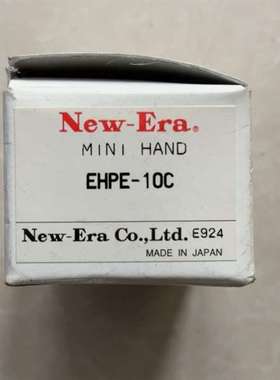 New-Era®
MINI HAND
EHPE-10C
New-Era Co.,Ltd. E924
MADE IN JAPAN